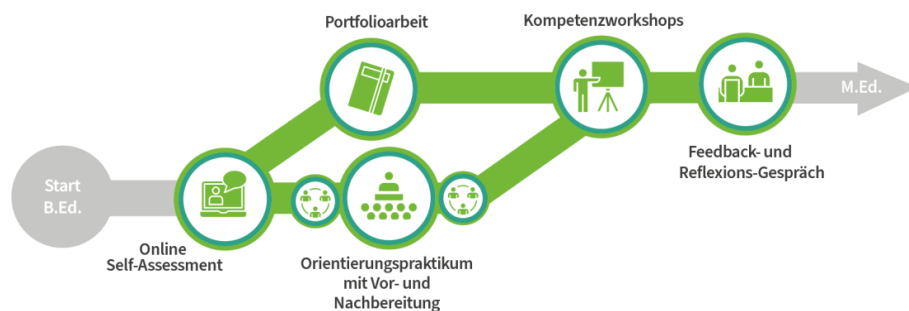 Portfolioarbeit
Kompetenzworkshops
M.Ed.
Feedback- und
Reflexions-Gespräch
Start
B.Ed.
Online
Self-Assessment
Orientierungspraktikum
mit Vor- und
Nachbereitung